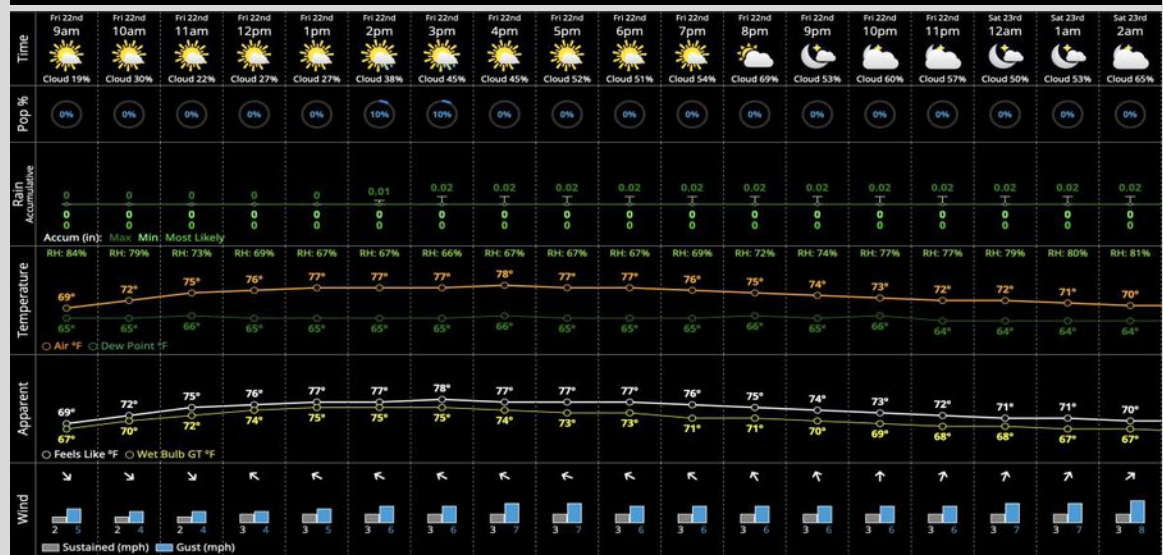 Fri 22nd Fri 22nd Fri 22nd Fri 22nd Fri 22nd Fri 22nd Fri 22nd Fri 22nd Fri 22nd Fri 22nd Fri 22nd Fri 22nd Fri 22nd Fri 22nd Fri 22nd Sat 23rd Sat 23rd Sat 23rd
Time
9am 10am 11am 12pm 1pm 2pm 3pm 4pm 5pm 6pm 7pm 8pm 9pm 10pm 11pm 12am 1am 2am
Cloud 19% Cloud 30% Cloud 22% Cloud 27% Cloud 27% Cloud 38% Cloud 45% Cloud 45% Cloud 52% Cloud 51% Cloud 54% Cloud 69% Cloud 53% Cloud 60% Cloud 57% Cloud 50% Cloud 53% Cloud 65%
Pop %
0% 0% 0% 0% 0% 10% 10% 0% 0% 0% 0% 0% 0% 0% 0% 0% 0% 0%
Rain
Accumulative
0 0 0 0 0 0.01 0.02 0.02 0.02 0.02 0.02 0.02 0.02 0.02 0.02 0.02 0.02 0.02
0 0 0 0 0 0 0 0 0 0 0 0 0 0 0 0 0 0
0 0 0 0 0 0 0 0 0 0 0 0 0 0 0 0 0 0
Accum (in): Max Min Most Likely
Temperature
RH: 84% RH: 79% RH: 73% RH: 69% RH: 67% RH: 67% RH: 66% RH: 67% RH: 67% RH: 67% RH: 69% RH: 72% RH: 74% RH: 77% RH: 77% RH: 79% RH: 80% RH: 81%
69° 72° 75° 76° 77° 77° 77° 78° 77° 77° 76° 75° 74° 73° 72° 72° 71° 70°
65° 65° 66° 65° 65° 65° 65° 66° 65° 65° 65° 66° 65° 66° 64° 64° 64° 64°
Air °F Dew Point °F
Apparent
69° 72° 75° 76° 77° 77° 78° 77° 77° 77° 76° 75° 74° 73° 72° 71° 71° 70°
67° 70° 72° 74° 75° 75° 75° 74° 73° 73° 71° 71° 70° 69° 68° 68° 67° 67°
Feels Like °F Wet Bulb GT °F
Wind
2 5 2 4 2 4 3 4 3 5 3 6 3 6 3 7 3 7 3 6 3 6 3 6 3 6 3 6 3 6 3 7 3 7 3 8
Sustained (mph) Gust (mph)